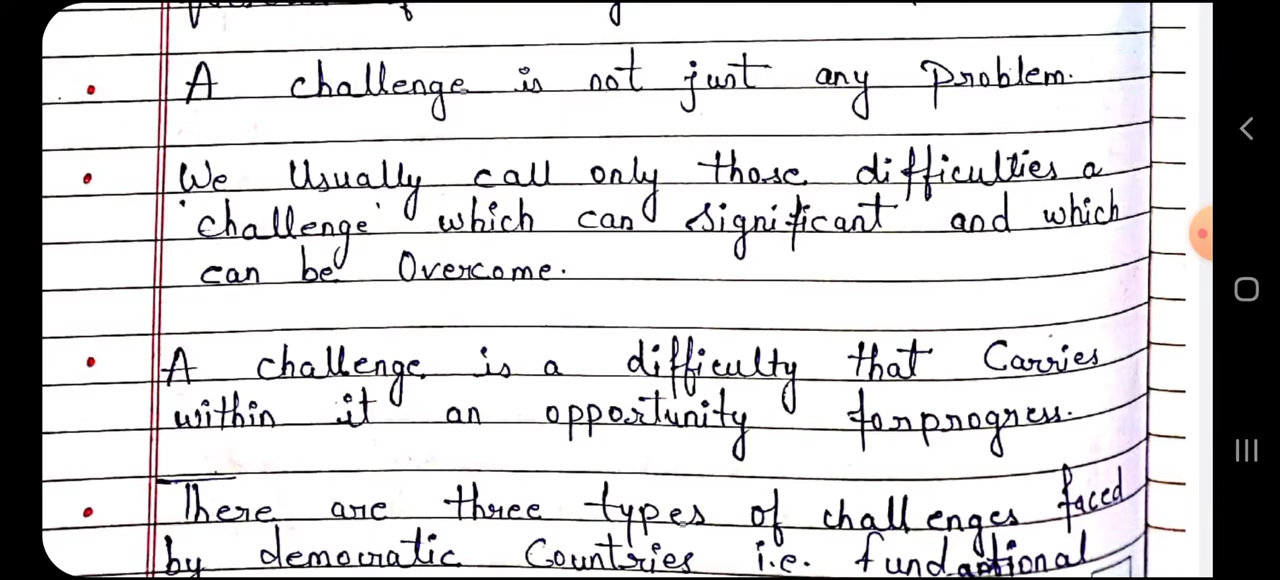 A challenge is not just any problem.
We Usually call only those difficulties a
'challenge' which can significant and which
can be Overcome.
A challenge is a difficulty that Carries
within it an opportunity forprogress.
There are three types of challenges faced
by democratic Countries i.e. fundaptional